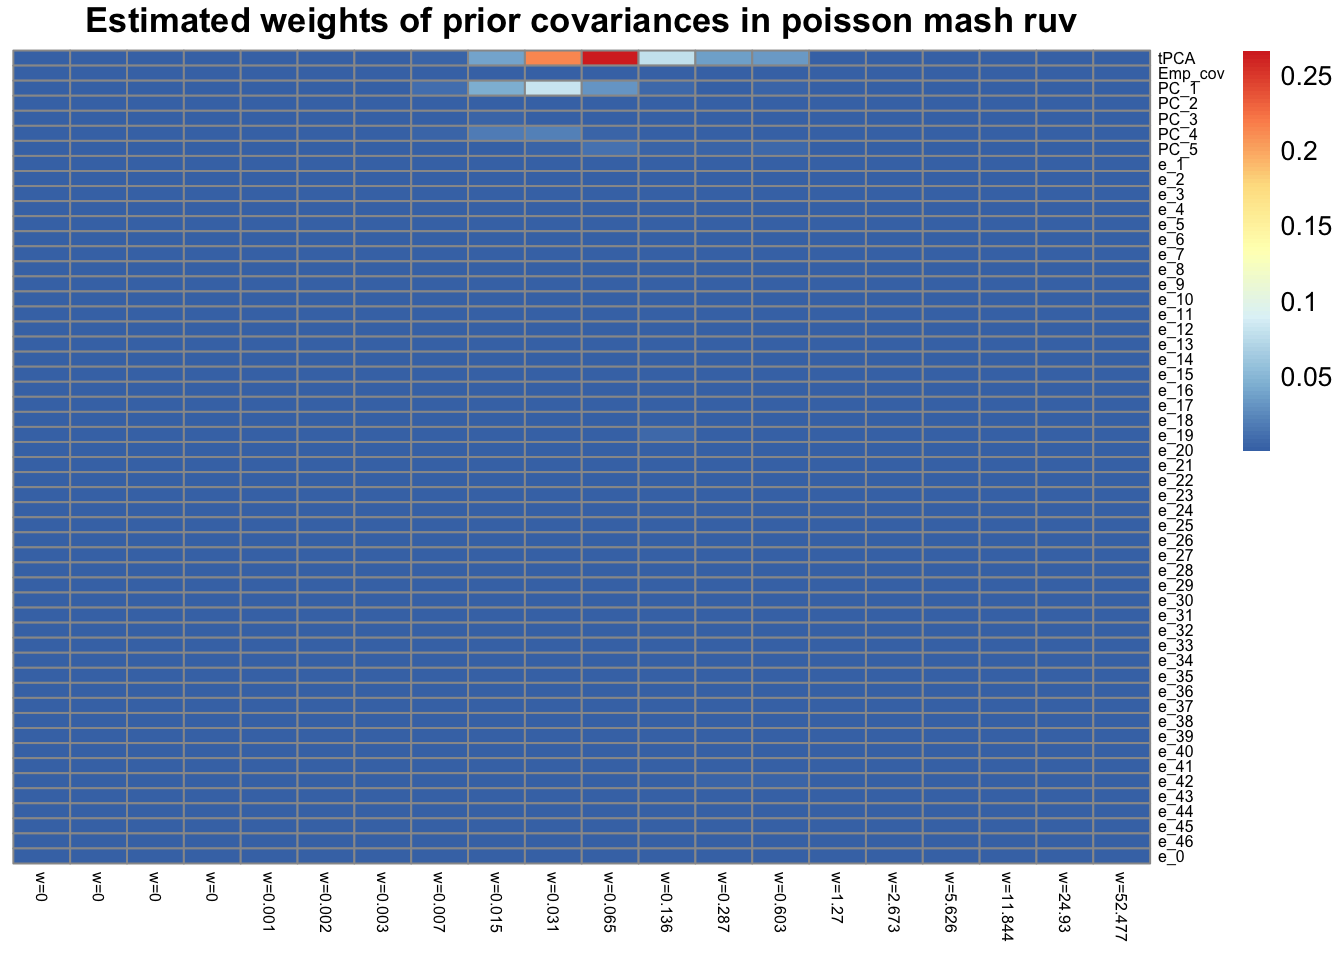 Estimated weights of prior covariances in poisson mash ruv
tPCA
Emp_cov
PC_1
PC_2
PC_3
PC_4
PC_5
e_1
e_2
e_3
e_4
e_5
e_6
e_7
e_8
e_9
e_10
e_11
e_12
e_13
e_14
e_15
e_16
e_17
e_18
e_19
e_20
e_21
e_22
e_23
e_24
e_25
e_26
e_27
e_28
e_29
e_30
e_31
e_32
e_33
e_34
e_35
e_36
e_37
e_38
e_39
e_40
e_41
e_42
e_43
e_44
e_45
e_46
e_0
0.25
0.2
0.15
0.1
0.05
w=0
w=0
w=0
w=0
w=0.001
w=0.002
w=0.003
w=0.007
w=0.015
w=0.031
w=0.065
w=0.136
w=0.287
w=0.603
w=1.27
w=2.673
w=5.626
w=11.844
w=24.93
w=52.477